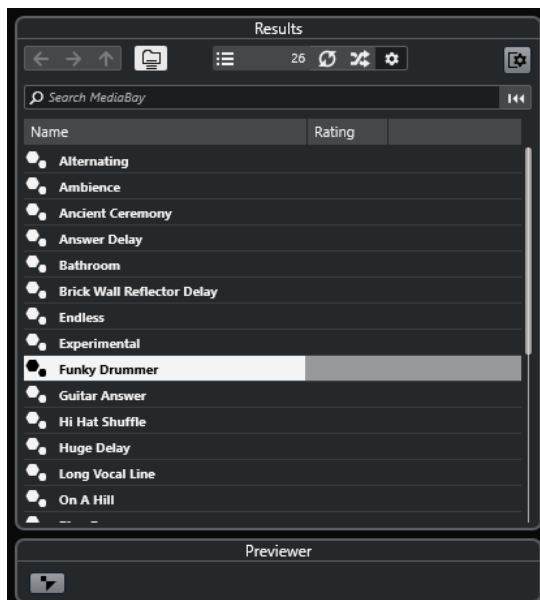 Results
26
Search MediaBay
Name Rating
Alternating
Ambience
Ancient Ceremony
Answer Delay
Bathroom
Brick Wall Reflector Delay
Endless
Experimental
Funky Drummer
Guitar Answer
Hi Hat Shuffle
Huge Delay
Long Vocal Line
On A Hill
Previewer